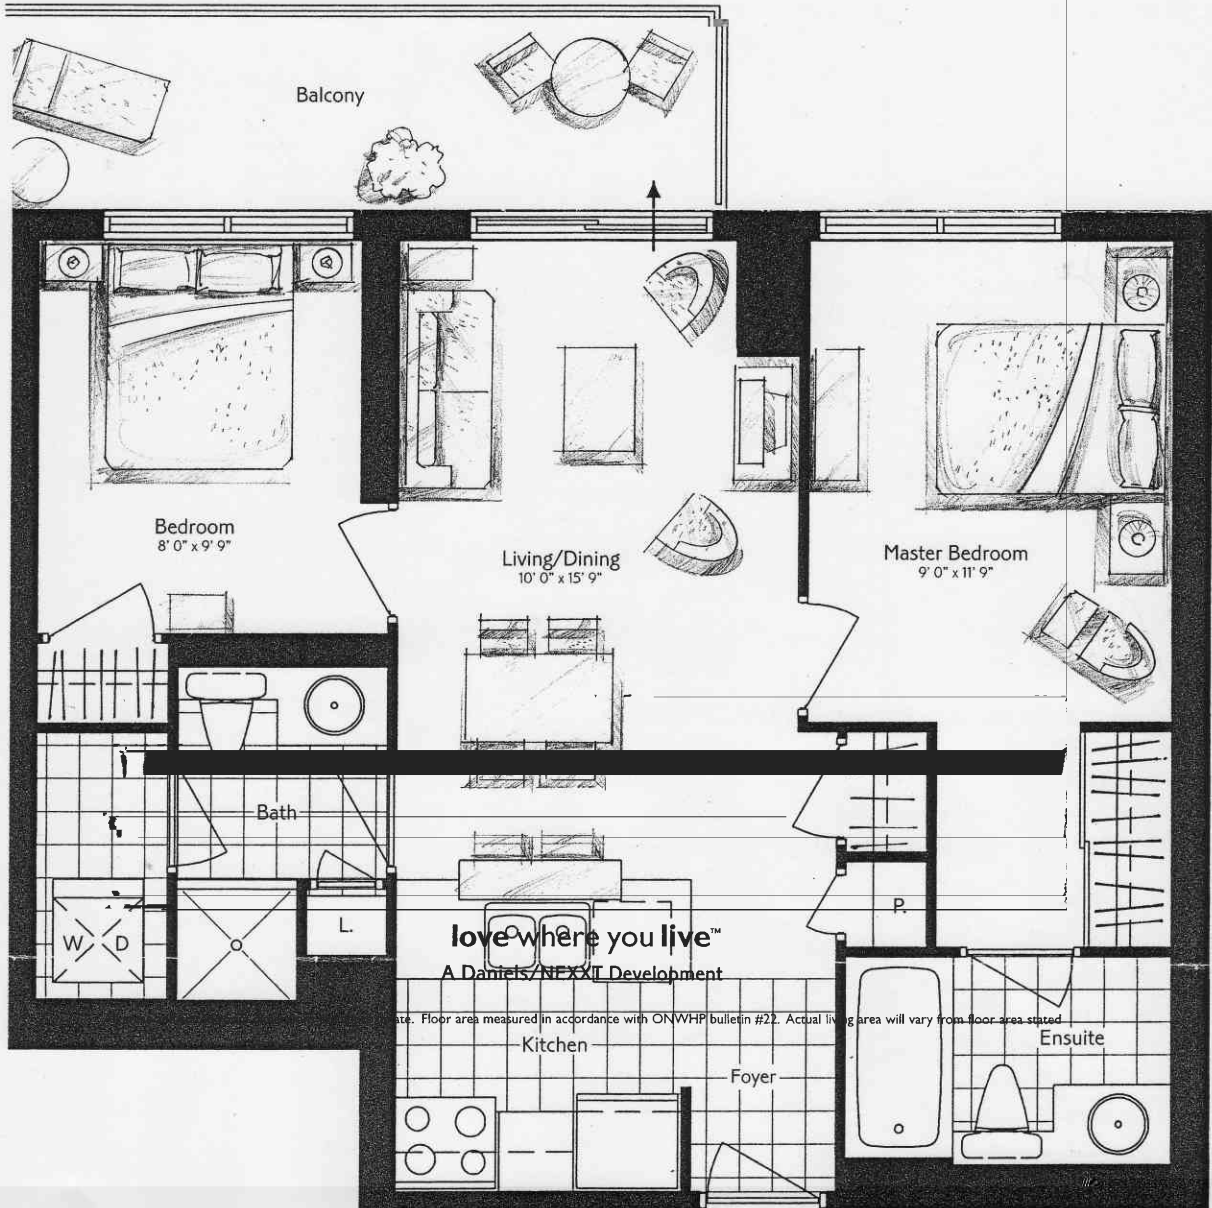 Balcony
Bedroom
8' 0" x 9' 9"
Living/Dining
10' 0" x 15' 9"
Master Bedroom
9' 0" x 11' 9"
Bath
P.
L.
W D
love where you live™
A Daniels/NEXXT Development
ate. Floor area measured in accordance with ONWHP bulletin #22. Actual living area will vary from floor area stated
Kitchen
Ensuite
Foyer